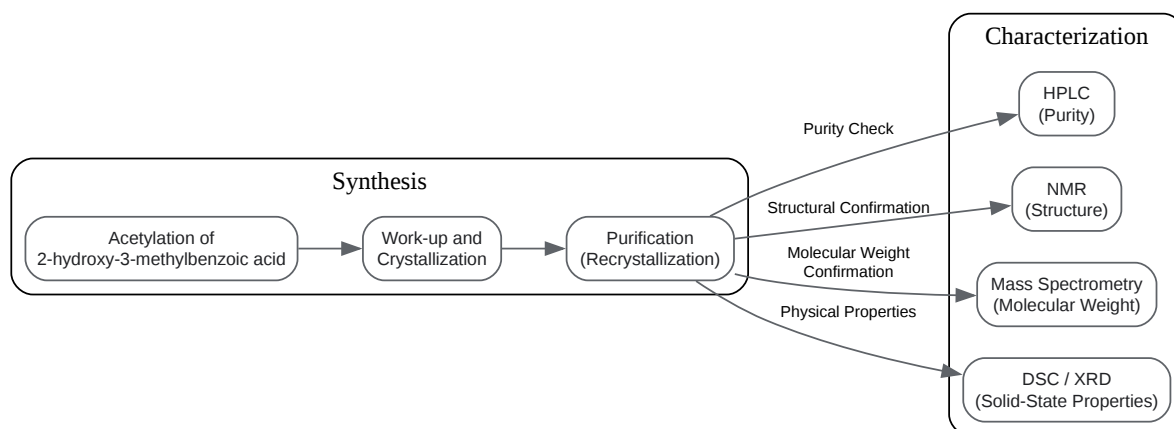 Synthesis
Acetylation of
2-hydroxy-3-methylbenzoic acid
Work-up and
Crystallization
Purification
(Recrystallization)
Purity Check
Structural Confirmation
Molecular Weight
Confirmation
Physical Properties
Characterization
HPLC
(Purity)
NMR
(Structure)
Mass Spectrometry
(Molecular Weight)
DSC / XRD
(Solid-State Properties)